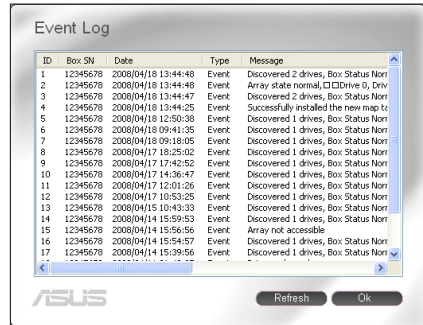 Event Log
ID Box SN Date Type Message
1 12345678 2008/04/18 13:44:48 Event Discovered 2 drives, Box Status Norr
2 12345678 2008/04/18 13:44:48 Event Array state normal, □□Drive 0, Driv
3 12345678 2008/04/18 13:44:47 Event Discovered 2 drives, Box Status Norr
4 12345678 2008/04/18 13:44:25 Event Successfully installed the new map ta
5 12345678 2008/04/18 12:50:38 Event Discovered 1 drives, Box Status Norr
6 12345678 2008/04/18 09:41:35 Event Discovered 1 drives, Box Status Norr
7 12345678 2008/04/18 09:18:05 Event Discovered 1 drives, Box Status Norr
8 12345678 2008/04/17 18:25:02 Event Discovered 1 drives, Box Status Norr
9 12345678 2008/04/17 17:42:52 Event Discovered 1 drives, Box Status Norr
10 12345678 2008/04/17 14:36:47 Event Discovered 1 drives, Box Status Norr
11 12345678 2008/04/17 12:01:26 Event Discovered 1 drives, Box Status Norr
12 12345678 2008/04/17 10:53:25 Event Discovered 1 drives, Box Status Norr
13 12345678 2008/04/15 10:43:33 Event Discovered 1 drives, Box Status Norr
14 12345678 2008/04/14 15:59:53 Event Discovered 1 drives, Box Status Norr
15 12345678 2008/04/14 15:56:56 Event Array not accessible
16 12345678 2008/04/14 15:54:57 Event Discovered 1 drives, Box Status Norr
17 12345678 2008/04/14 15:39:56 Event Discovered 1 drives, Box Status Norr
ASUS Refresh Ok